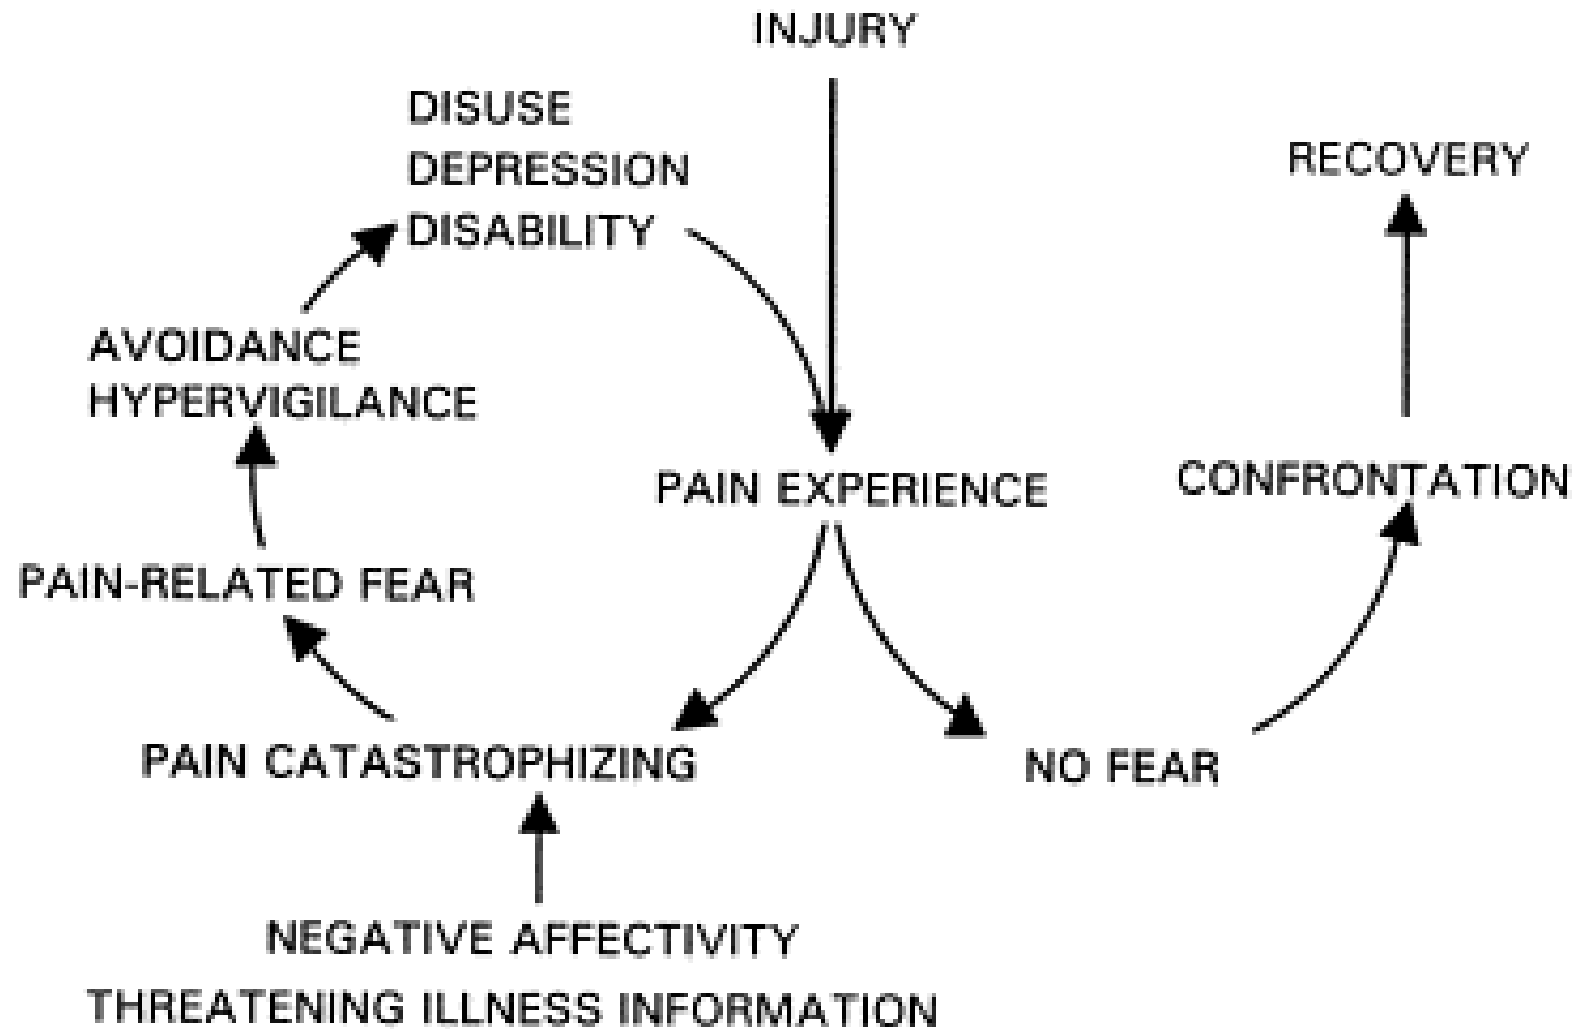 INJURY
DISUSE
DEPRESSION
DISABILITY
RECOVERY
AVOIDANCE
HYPERVIGILANCE
PAIN EXPERIENCE
CONFRONTATION
PAIN-RELATED FEAR
PAIN CATASTROPHIZING
NO FEAR
NEGATIVE AFFECTIVITY
THREATENING ILLNESS INFORMATION